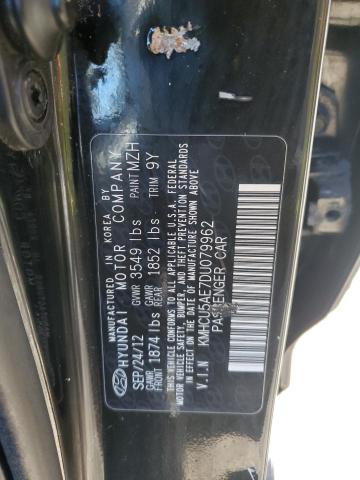 MANUFACTURED IN KOREA BY
HYUNDAI MOTOR COMPANY
SEP/24/12 GVWR 3549 lbs PAINT MZH
GAWR FRONT 1874 lbs GAWR REAR 1852 lbs TRIM 9Y
THIS VEHICLE CONFORMS TO ALL APPLICABLE U.S.A. FEDERAL
MOTOR VEHICLE SAFETY, BUMPER, AND THEFT PREVENTION STANDARDS
IN EFFECT ON THE DATE OF MANUFACTURE SHOWN ABOVE.
V.I.N KMHCU5AE7DU079962
PASSENGER CAR